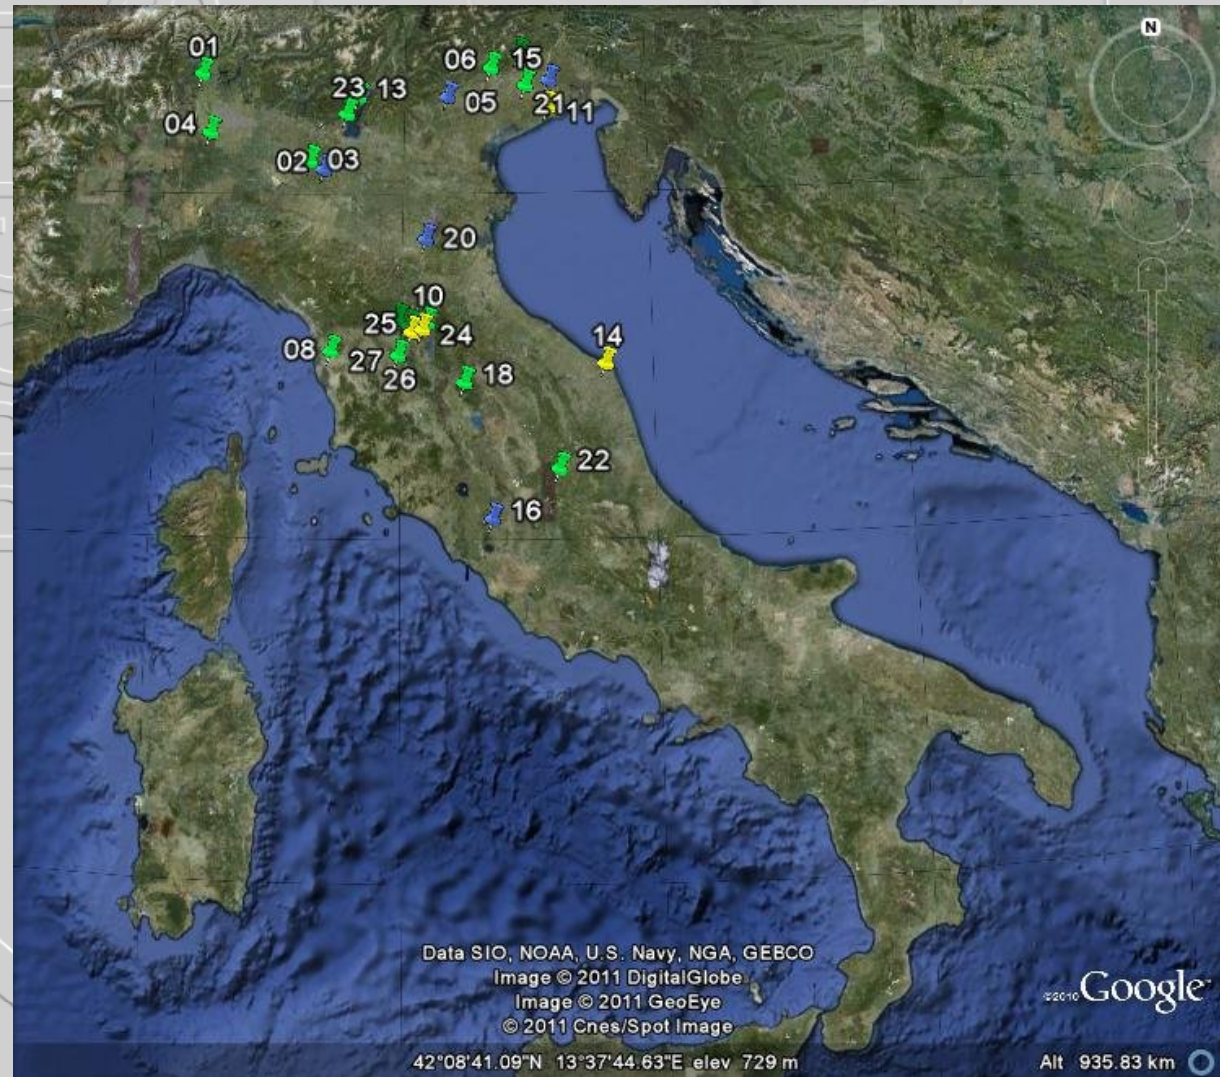 N
01
06
15
23
13
05
21
11
04
02
03
20
10
25
24
14
08
27
26
18
22
16
Data SIO, NOAA, U.S. Navy, NGA, GEBCO
Image © 2011 DigitalGlobe
Image © 2011 GeoEye
© 2011 Cnes/Spot Image
©2010 Google
42°08'41.09"N 13°37'44.63"E elev 729 m
Alt 935.83 km